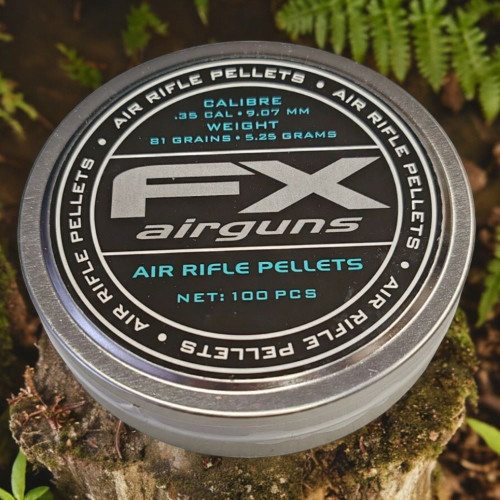 AIR RIFLE PELLETS • AIR RIFLE PELLETS • AIR RIFLE PELLETS • AIR RIFLE PELLETS •
CALIBRE
.35 CAL • 9.07 MM
WEIGHT
81 GRAINS • 5.25 GRAMS
FX
airguns
AIR RIFLE PELLETS
NET: 100 PCS